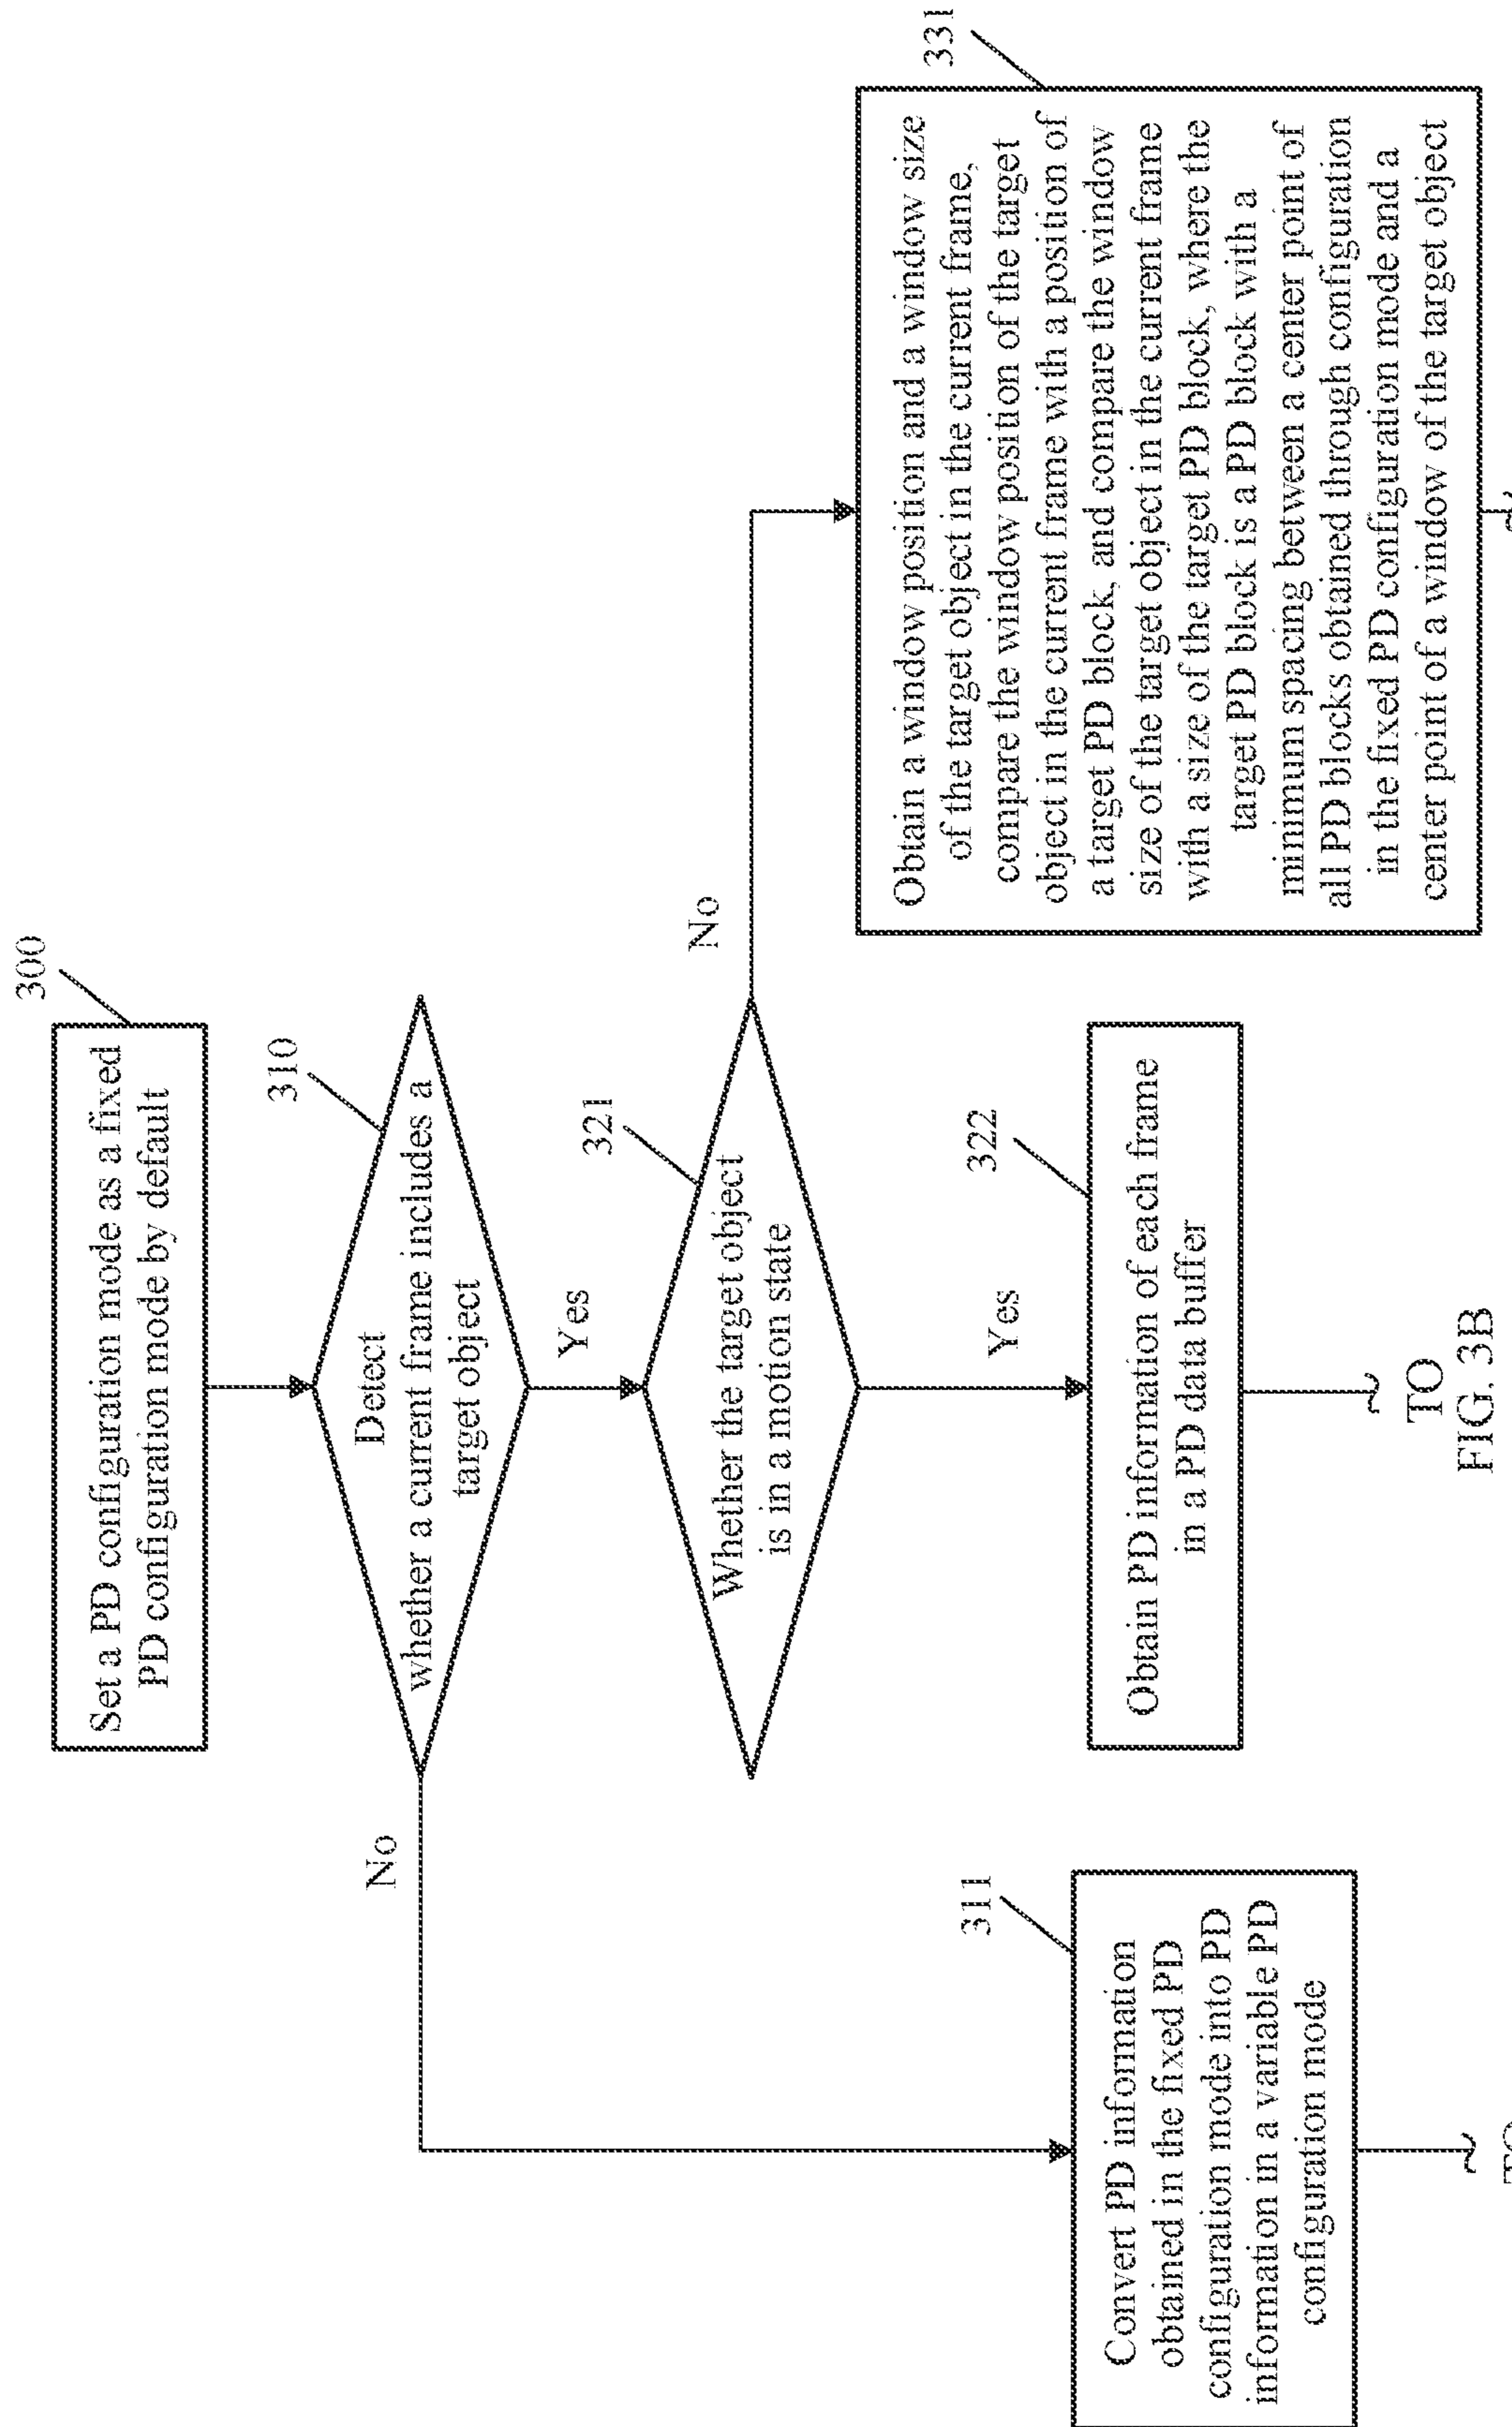 300
Set a PD configuration mode as a fixed
PD configuration mode by default
310
Detect
whether a current frame includes a
target object
No
Yes
321
Whether the target object
is in a motion state
No
Yes
311
Convert PD information
obtained in the fixed PD
configuration mode into PD
information in a variable PD
configuration mode
322
Obtain PD information of each frame
in a PD data buffer
331
Obtain a window position and a window size
of the target object in the current frame,
compare the window position of the target
object in the current frame with a position of
a target PD block, and compare the window
size of the target object in the current frame
with a size of the target PD block, where the
target PD block is a PD block with a
minimum spacing between a center point of
all PD blocks obtained through configuration
in the fixed PD configuration mode and a
center point of a window of the target object
TO
FIG. 3B